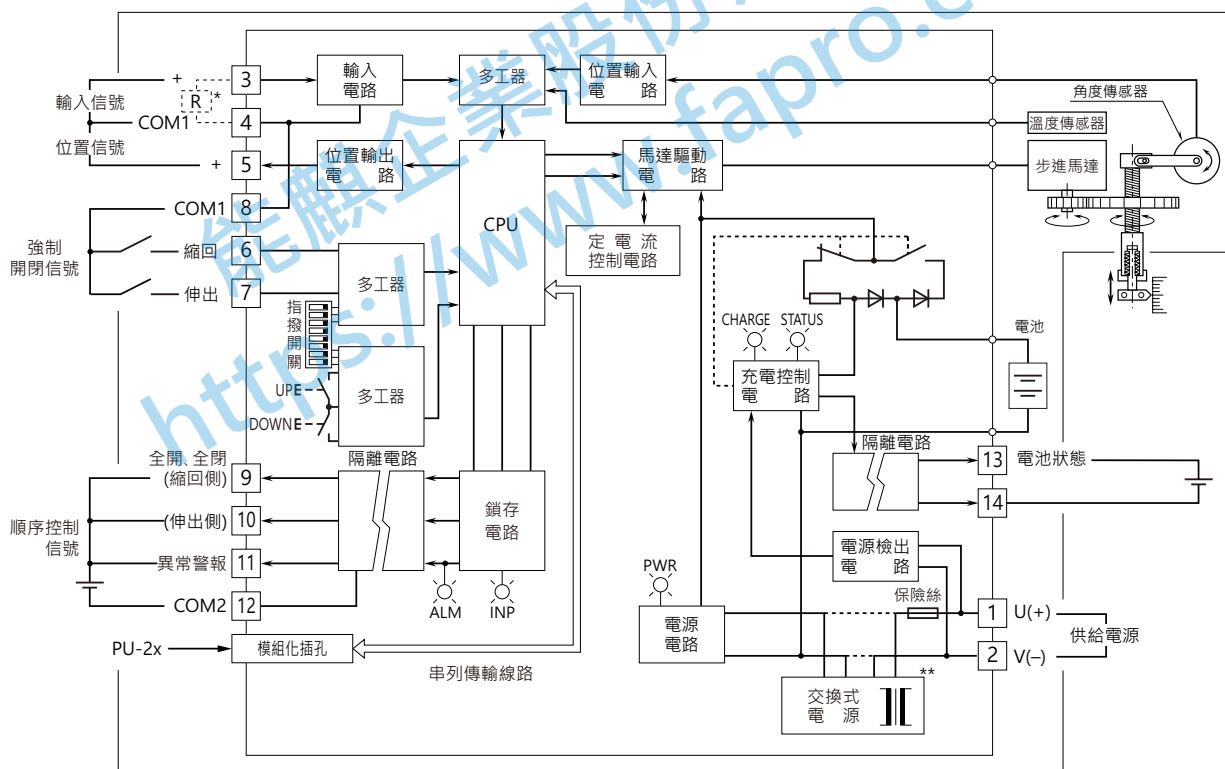 能麒企業股份
https://www.fapro.c
+
3
輸入
電路
多工器
位置輸入
電 路
角度傳感器
輸入信號
R
*
COM1
4
溫度傳感器
位置信號
+
5
位置輸出
電 路
CPU
馬達驅動
電 路
步進馬達
COM1
8
定 電 流
控制電路
強制
開閉信號
縮回
6
伸出
7
多工器
指
撥
開
關
CHARGE
STATUS
電池
充電控制
電 路
UP
DOWN
多工器
全開、全閉
(縮回側)
9
隔離電路
隔離電路
13
電池狀態
14
順序控制
信號
(伸出側)
10
鎖存
電路
異常警報
11
電源檢出
電 路
COM2
12
ALM
INP
PWR
保險絲
1
U(+)
電源
電路
供給電源
2
V(–)
PU-2x
模組化插孔
串列傳輸線路
**
交換式
電 源